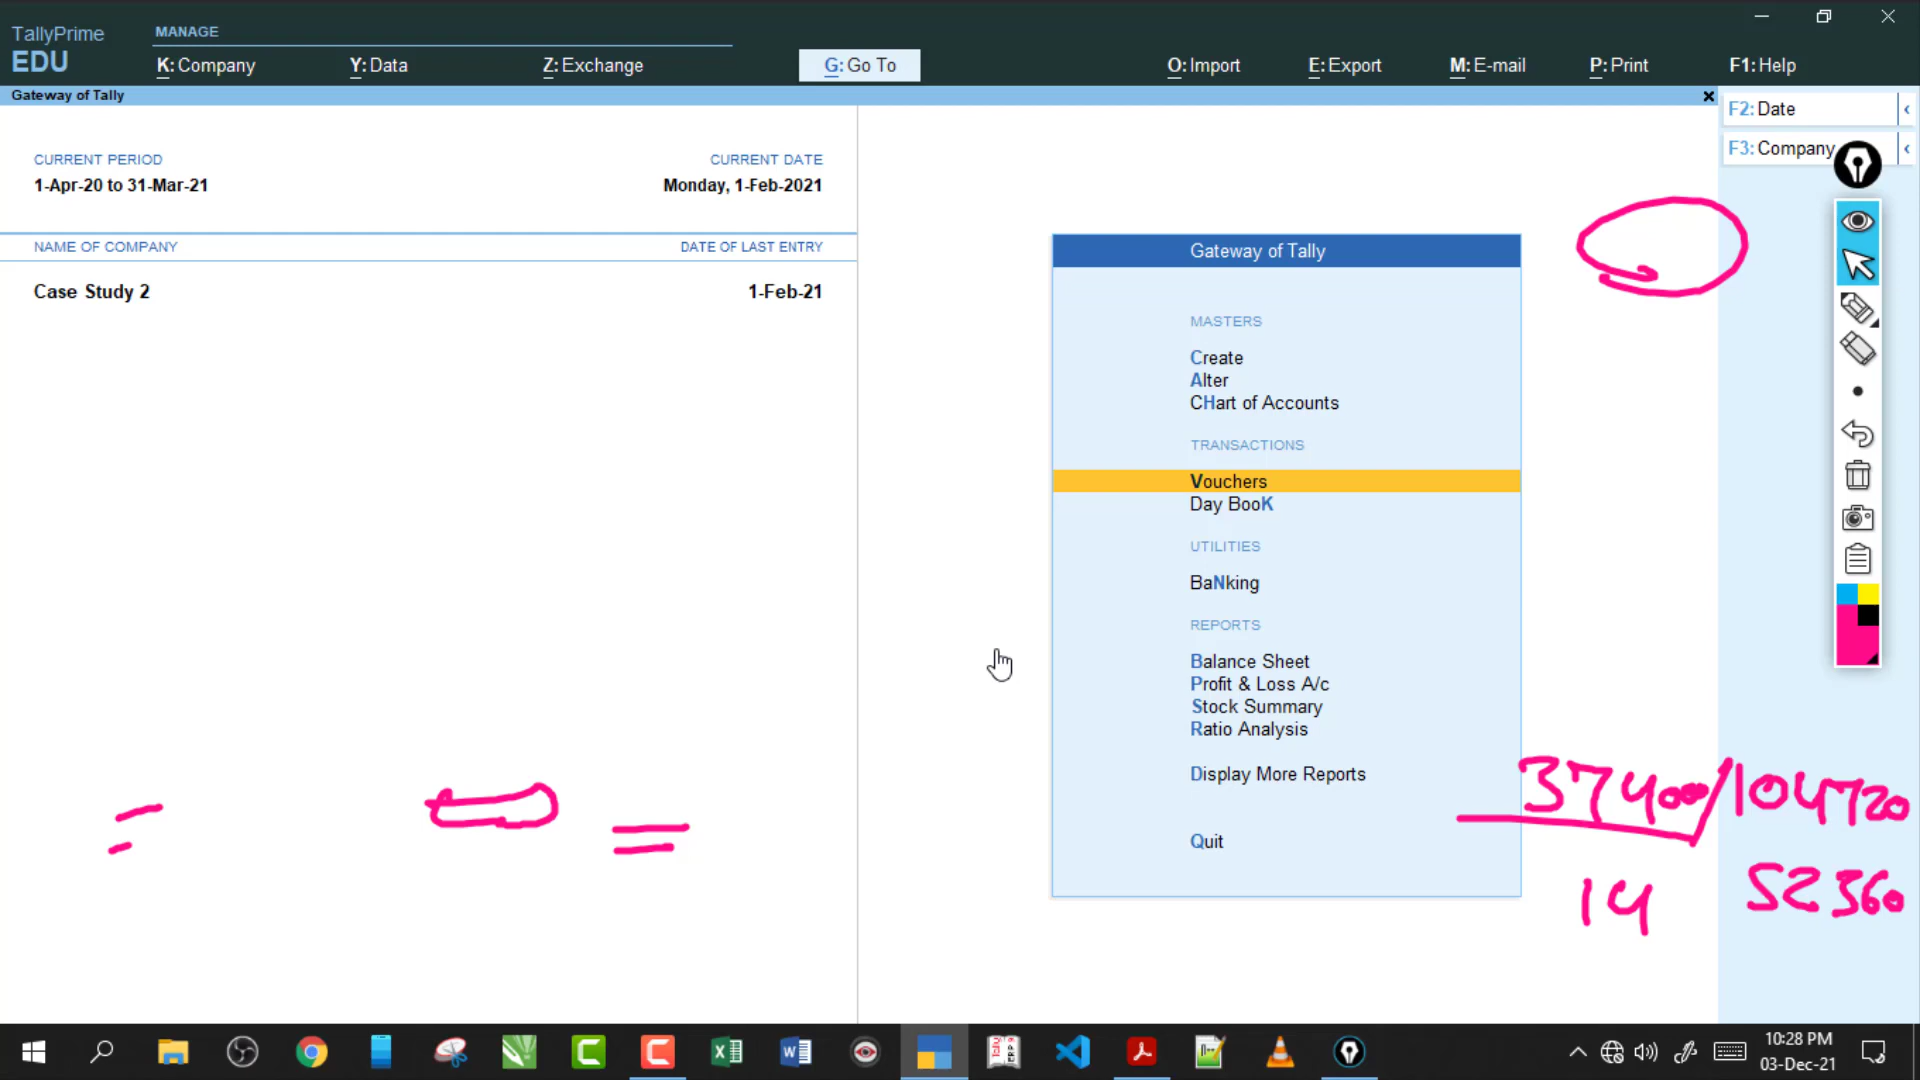 TallyPrime
EDU
MANAGE
K: Company
Y: Data
Z: Exchange
G: Go To
O: Import
E: Export
M: E-mail
P: Print
F1: Help
Gateway of Tally
F2: Date
F3: Company
CURRENT PERIOD
CURRENT DATE
1-Apr-20 to 31-Mar-21
Monday, 1-Feb-2021
NAME OF COMPANY
DATE OF LAST ENTRY
Case Study 2
1-Feb-21
Gateway of Tally
MASTERS
Create
Alter
CHart of Accounts
TRANSACTIONS
Vouchers
Day BooK
UTILITIES
BaNking
REPORTS
Balance Sheet
Profit & Loss A/c
Stock Summary
Ratio Analysis
Display More Reports
Quit
37400/104720
14
52360
10:28 PM
03-Dec-21